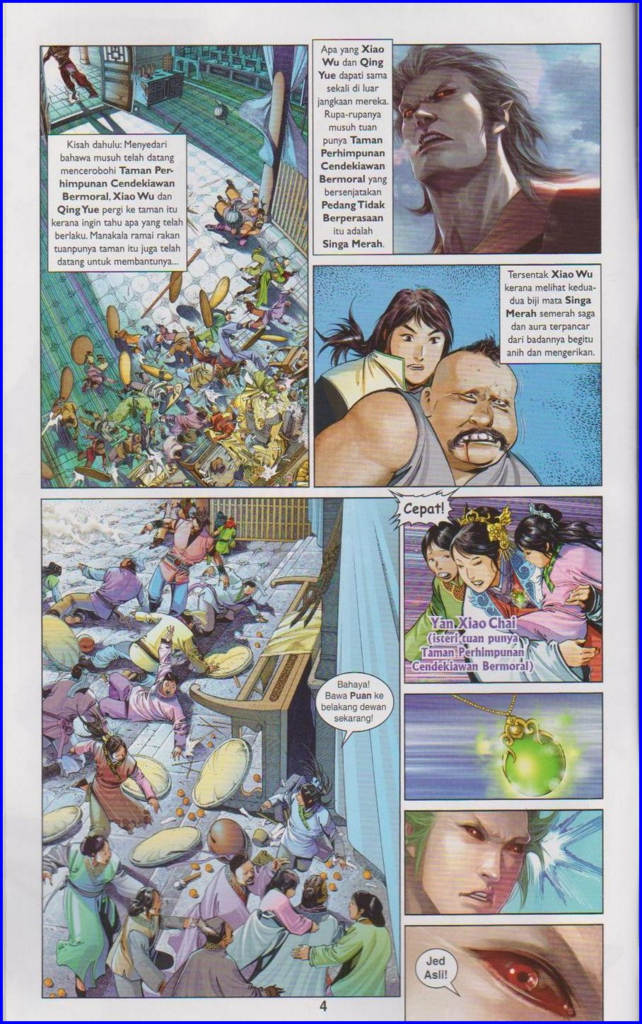 Kisah dahulu: Menyedari
bahawa musuh telah datang
mencerobohi Taman Per-
himpunan Cendekiawan
Bermoral, Xiao Wu dan
Qing Yue pergi ke taman itu
kerana ingin tahu apa yang telah
berlaku. Manakala ramai rakan
tuanpunya taman itu juga telah
datang untuk membantunya...
Apa yang Xiao
Wu dan Qing
Yue dapati sama
sekali di luar
jangkaan mereka.
Rupa-rupanya
musuh tuan
punya Taman
Perhimpunan
Cendekiawan
Bermoral yang
bersenjatakan
Pedang Tidak
Berperasaan
itu adalah
Singa Merah.
Tersentak Xiao Wu
kerana melihat kedua-
dua biji mata Singa
Merah semerah saga
dan aura terpancar
dari badannya begitu
anih dan mengerikan.
Bahaya!
Bawa Puan ke
belakang dewan
sekarang!
Cepat!
Yan Xiao Chai
(isteri tuan punya
Taman Perhimpunan
Cendekiawan Bermoral)
Jed
Asli!
4